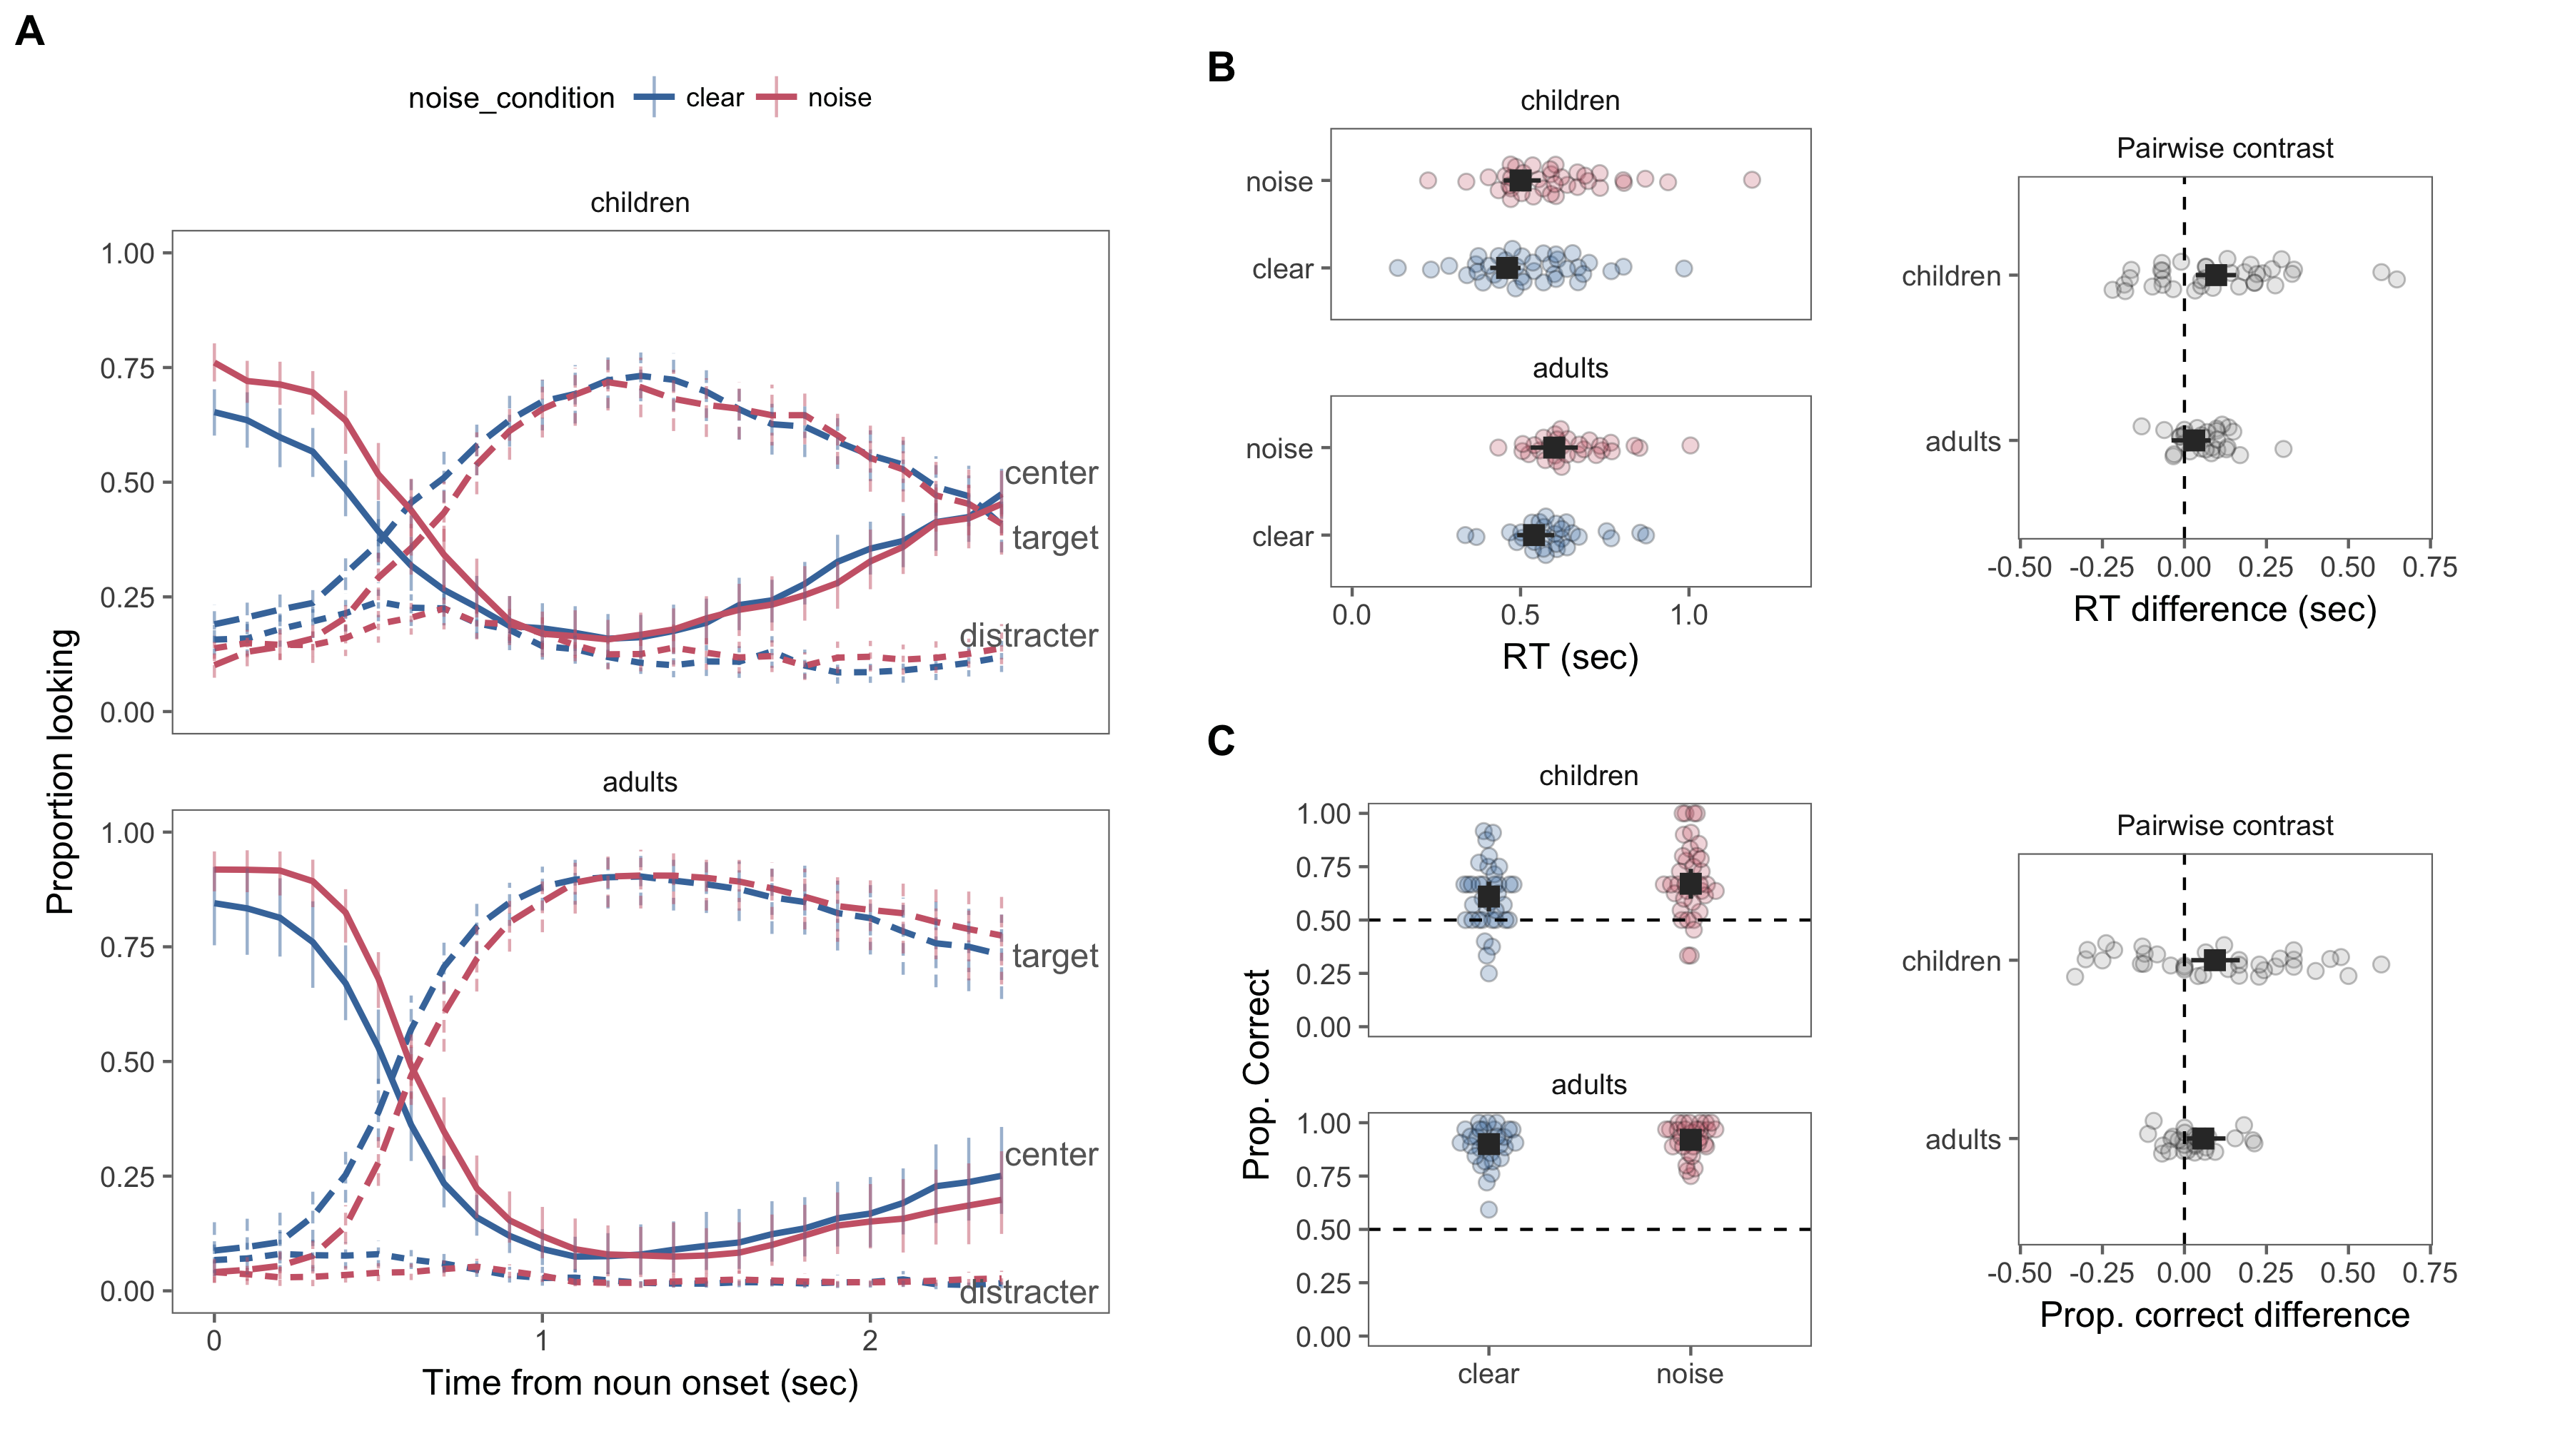 A
noise_condition clear noise
children
1.00
0.75
0.50
0.25
0.00
center
target
distracter
adults
1.00
0.75
0.50
0.25
0.00
target
center
distracter
0 1 2
Time from noun onset (sec)
Proportion looking
B
children
noise
clear
adults
noise
clear
0.0 0.5 1.0
RT (sec)
Pairwise contrast
children
adults
-0.50 -0.25 0.00 0.25 0.50 0.75
RT difference (sec)
C
children
1.00
0.75
0.50
0.25
0.00
adults
1.00
0.75
0.50
0.25
0.00
clear noise
Prop. Correct
Pairwise contrast
children
adults
-0.50 -0.25 0.00 0.25 0.50 0.75
Prop. correct difference